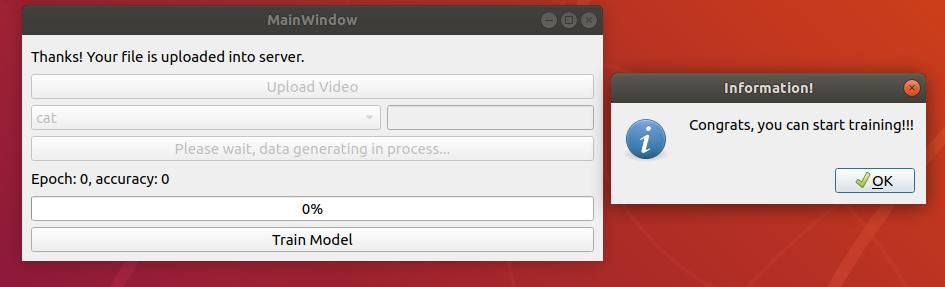 MainWindow
Thanks! Your file is uploaded into server.
Upload Video
cat
Please wait, data generating in process...
Epoch: 0, accuracy: 0
0%
Train Model
Information!
Congrats, you can start training!!!
OK